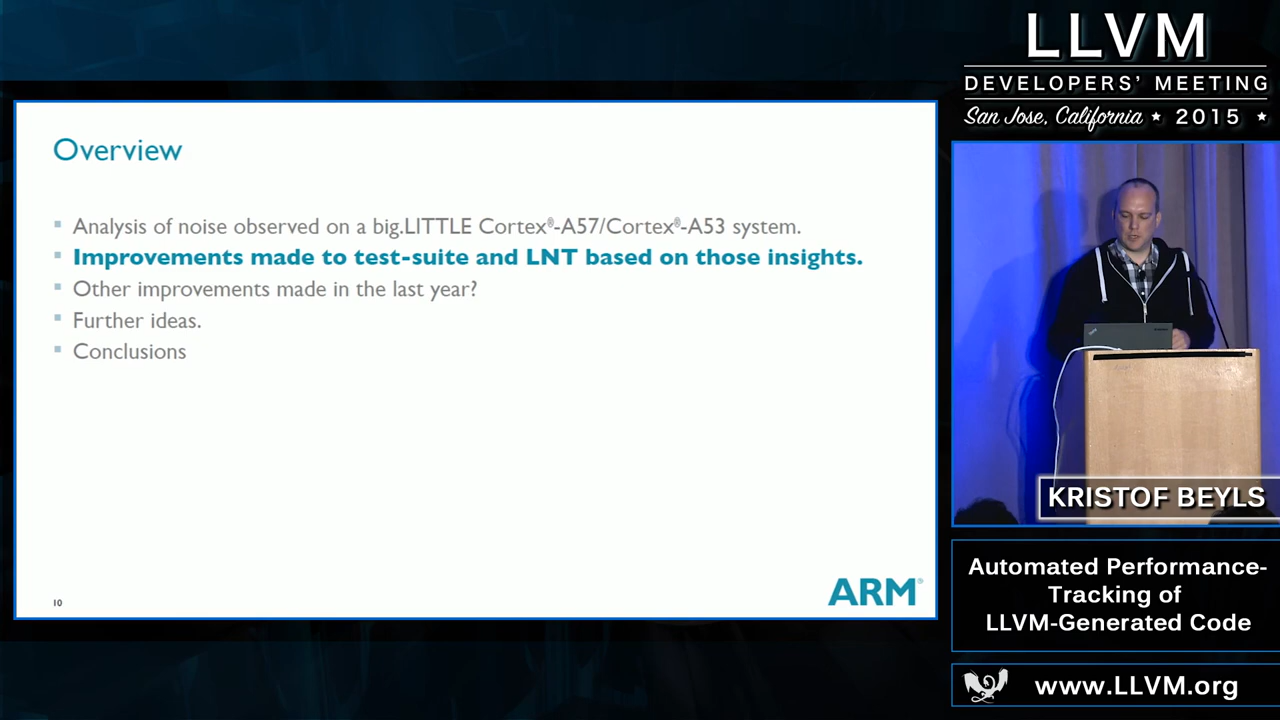 Overview
Analysis of noise observed on a big.LITTLE Cortex®-A57/Cortex®-A53 system.
Improvements made to test-suite and LNT based on those insights.
Other improvements made in the last year?
Further ideas.
Conclusions
10
ARM®
LLVM
DEVELOPERS' MEETING
San Jose, California ★ 2015 ★
KRISTOF BEYLS
Automated Performance-
Tracking of
LLVM-Generated Code
www.LLVM.org